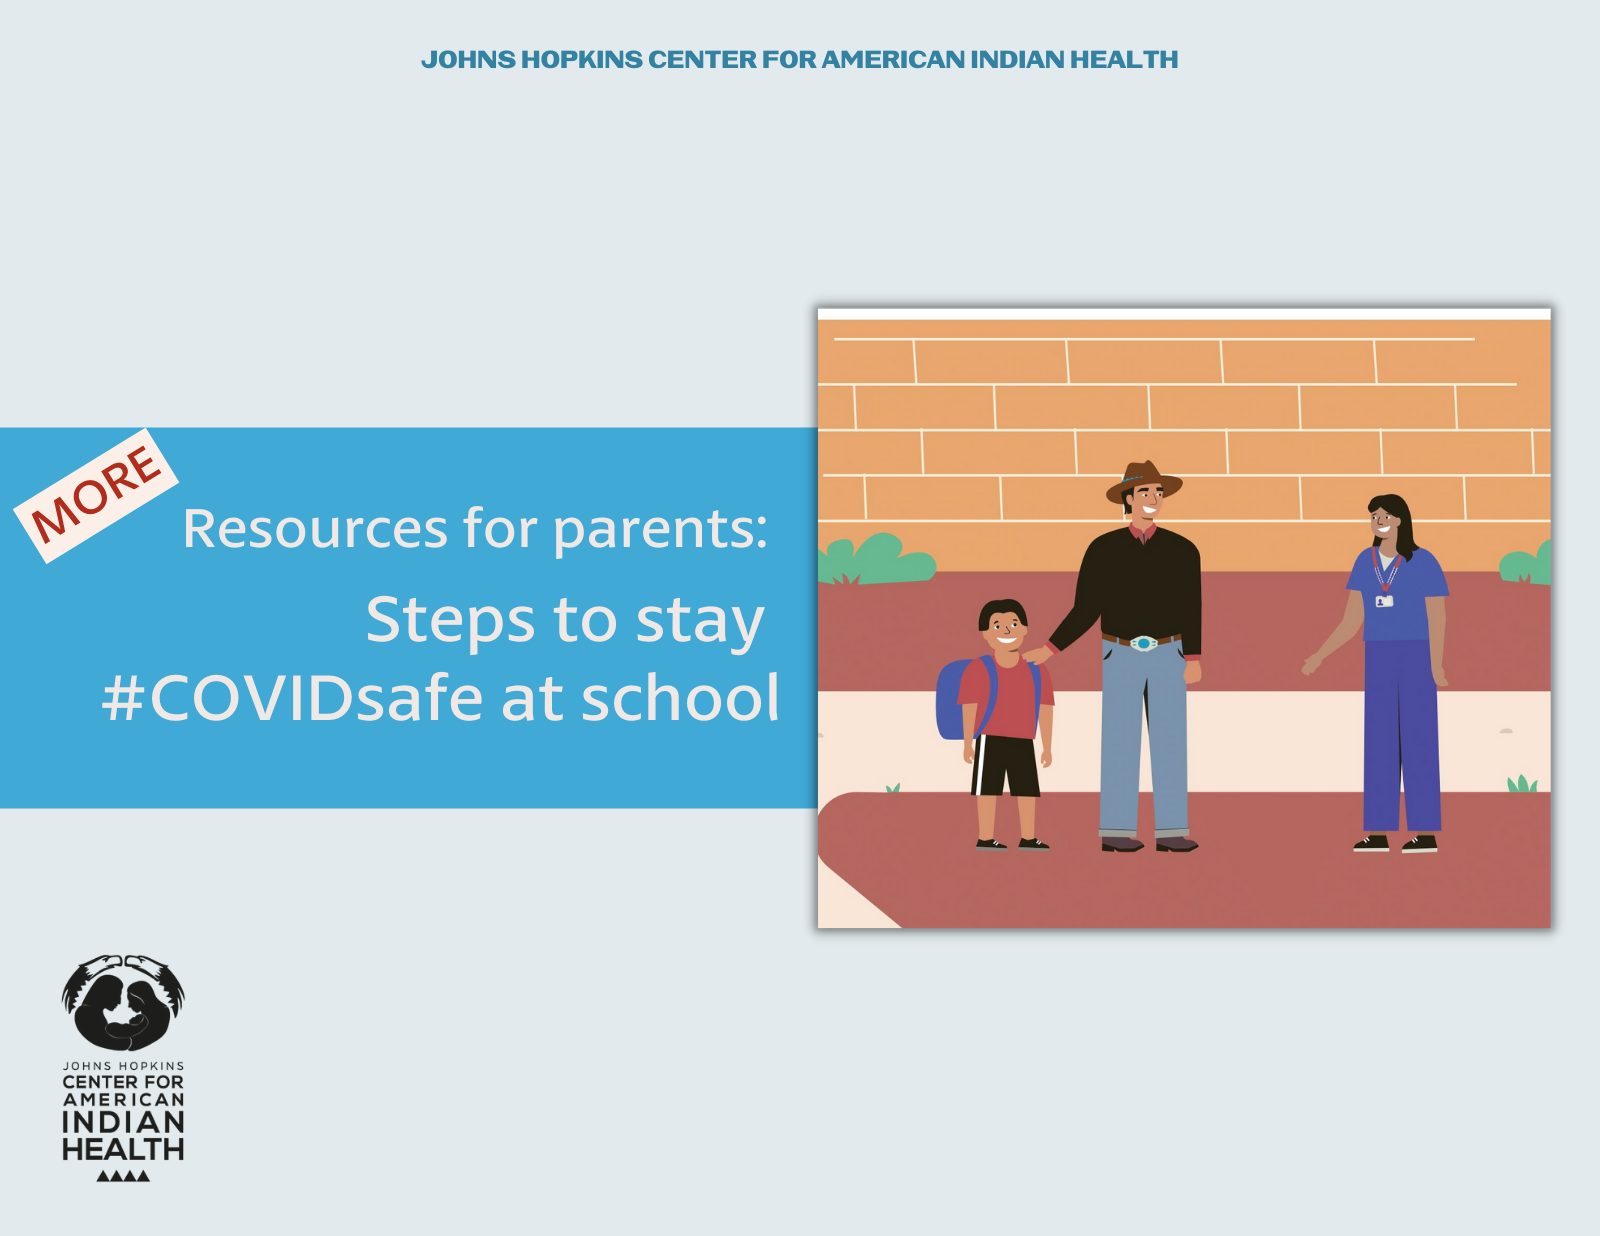 JOHNS HOPKINS CENTER FOR AMERICAN INDIAN HEALTH
MORE
Resources for parents:
Steps to stay
#COVIDsafe at school
JOHNS HOPKINS
CENTER FOR
AMERICAN
INDIAN
HEALTH